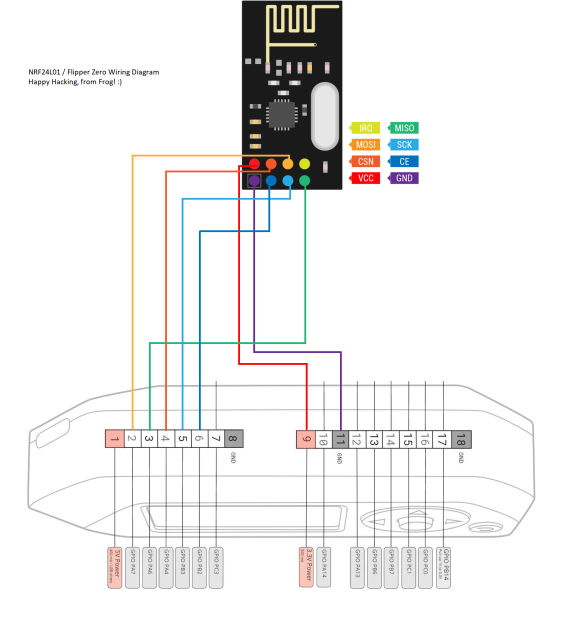 NRF24L01 / Flipper Zero Wiring Diagram
Happy Hacking, from Frog! :)
IRQ MISO
MOSI SCK
CSN CE
VCC GND
1 2 3 4 5 6 7 8
GND
9 10 11 12 13 14 15 16 17 18
GND
GND
5V Power
GPIO PA7
GPIO PA6
GPIO PA4
GPIO PB3
GPIO PB2
GPIO PC3
3.3V Power
GPIO PA14
GPIO PA13
GPIO PB6
GPIO PB7
GPIO PC1
GPIO PC0
GPIO PB14